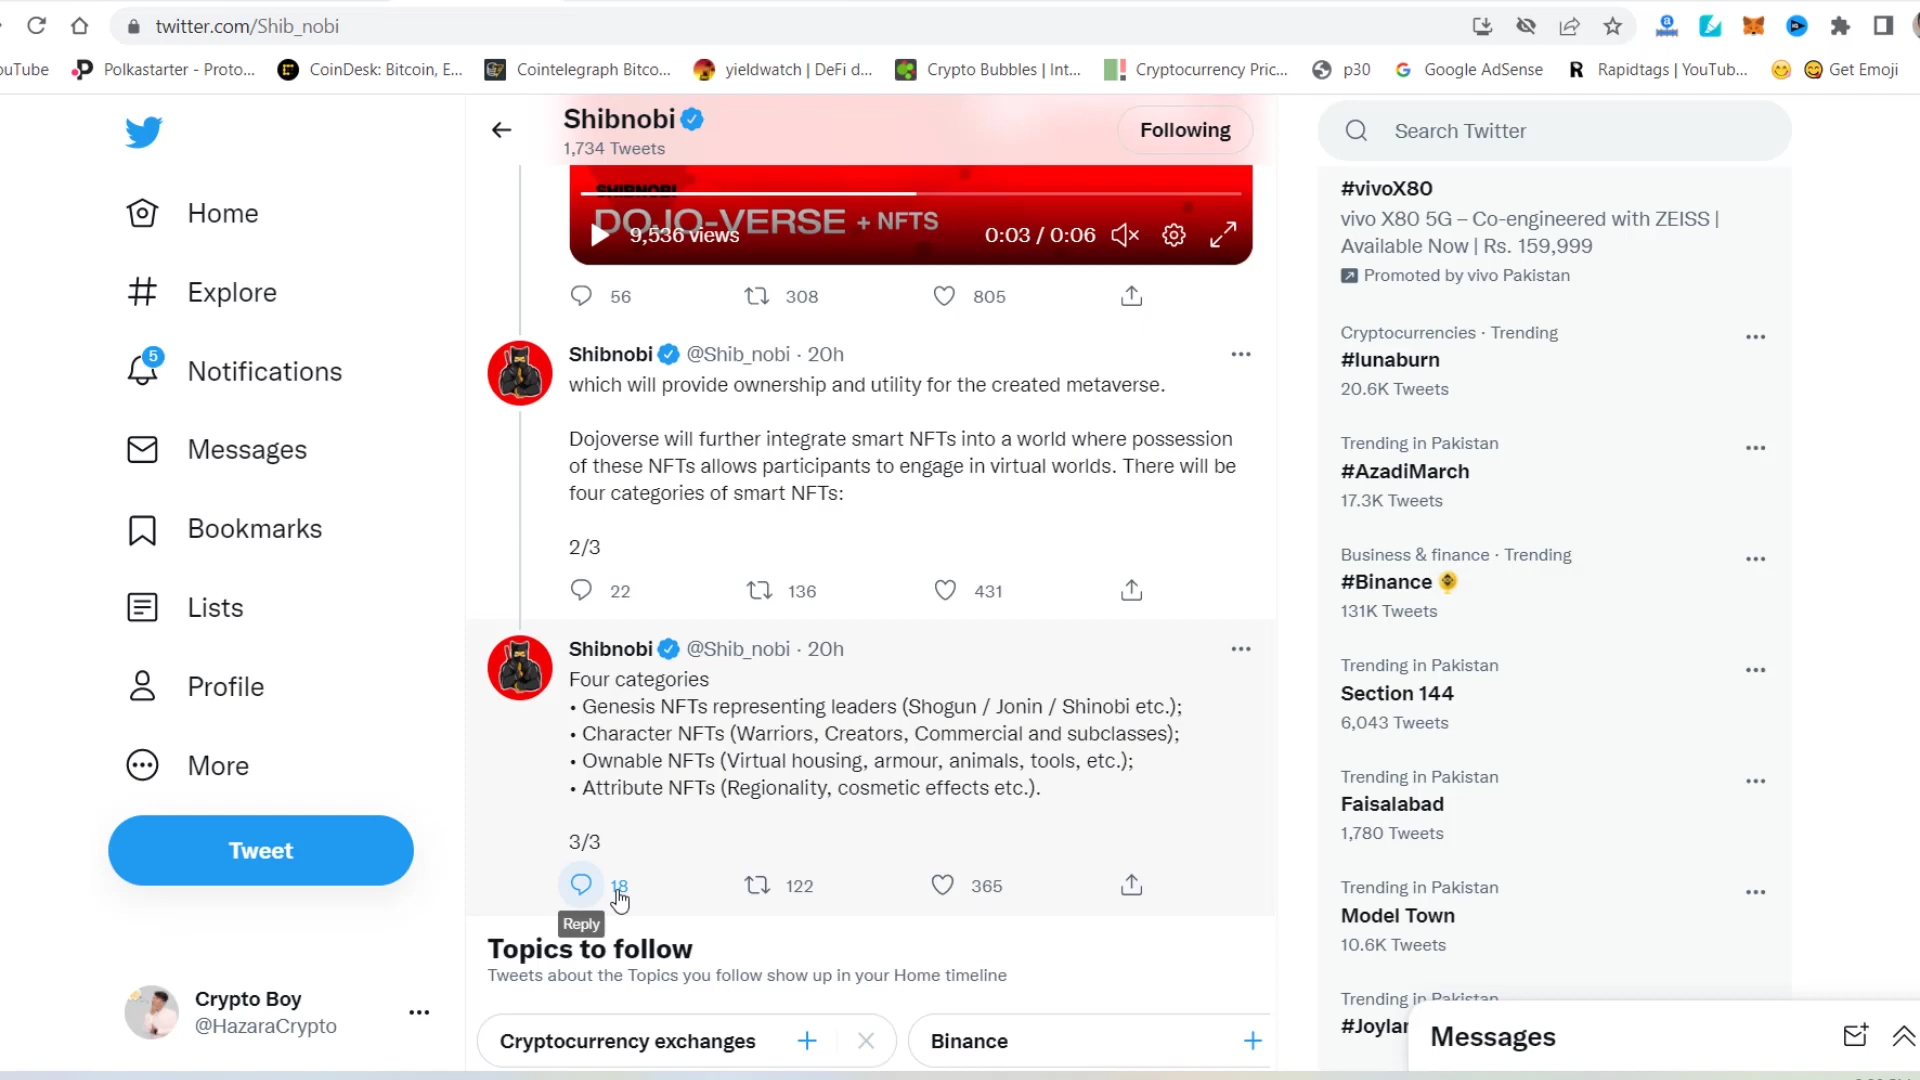 twitter.com/Shib_nobi
ouTube
Polkastarter - Proto...
CoinDesk: Bitcoin, E...
Cointelegraph Bitco...
yieldwatch | DeFi d...
Crypto Bubbles | Int...
Cryptocurrency Pric...
p30
Google AdSense
Rapidtags | YouTub...
Get Emoji
Home
Explore
5
Notifications
Messages
Bookmarks
Lists
Profile
More
Tweet
Crypto Boy
@HazaraCrypto
Shibnobi
1,734 Tweets
Following
SHIBNOBI
DOJO-VERSE + NFTS
9,536 views
0:03 / 0:06
56
308
805
Shibnobi @Shib_nobi · 20h
which will provide ownership and utility for the created metaverse.
Dojoverse will further integrate smart NFTs into a world where possession
of these NFTs allows participants to engage in virtual worlds. There will be
four categories of smart NFTs:
2/3
22
136
431
Shibnobi @Shib_nobi · 20h
Four categories
• Genesis NFTs representing leaders (Shogun / Jonin / Shinobi etc.);
• Character NFTs (Warriors, Creators, Commercial and subclasses);
• Ownable NFTs (Virtual housing, armour, animals, tools, etc.);
• Attribute NFTs (Regionality, cosmetic effects etc.).
3/3
18
122
365
Reply
Topics to follow
Tweets about the Topics you follow show up in your Home timeline
Cryptocurrency exchanges
Binance
Search Twitter
#vivoX80
vivo X80 5G – Co-engineered with ZEISS |
Available Now | Rs. 159,999
Promoted by vivo Pakistan
Cryptocurrencies · Trending
#lunaburn
20.6K Tweets
Trending in Pakistan
#AzadiMarch
17.3K Tweets
Business & finance · Trending
#Binance
131K Tweets
Trending in Pakistan
Section 144
6,043 Tweets
Trending in Pakistan
Faisalabad
1,780 Tweets
Trending in Pakistan
Model Town
10.6K Tweets
Trending in Pakistan
#Joylan
Messages